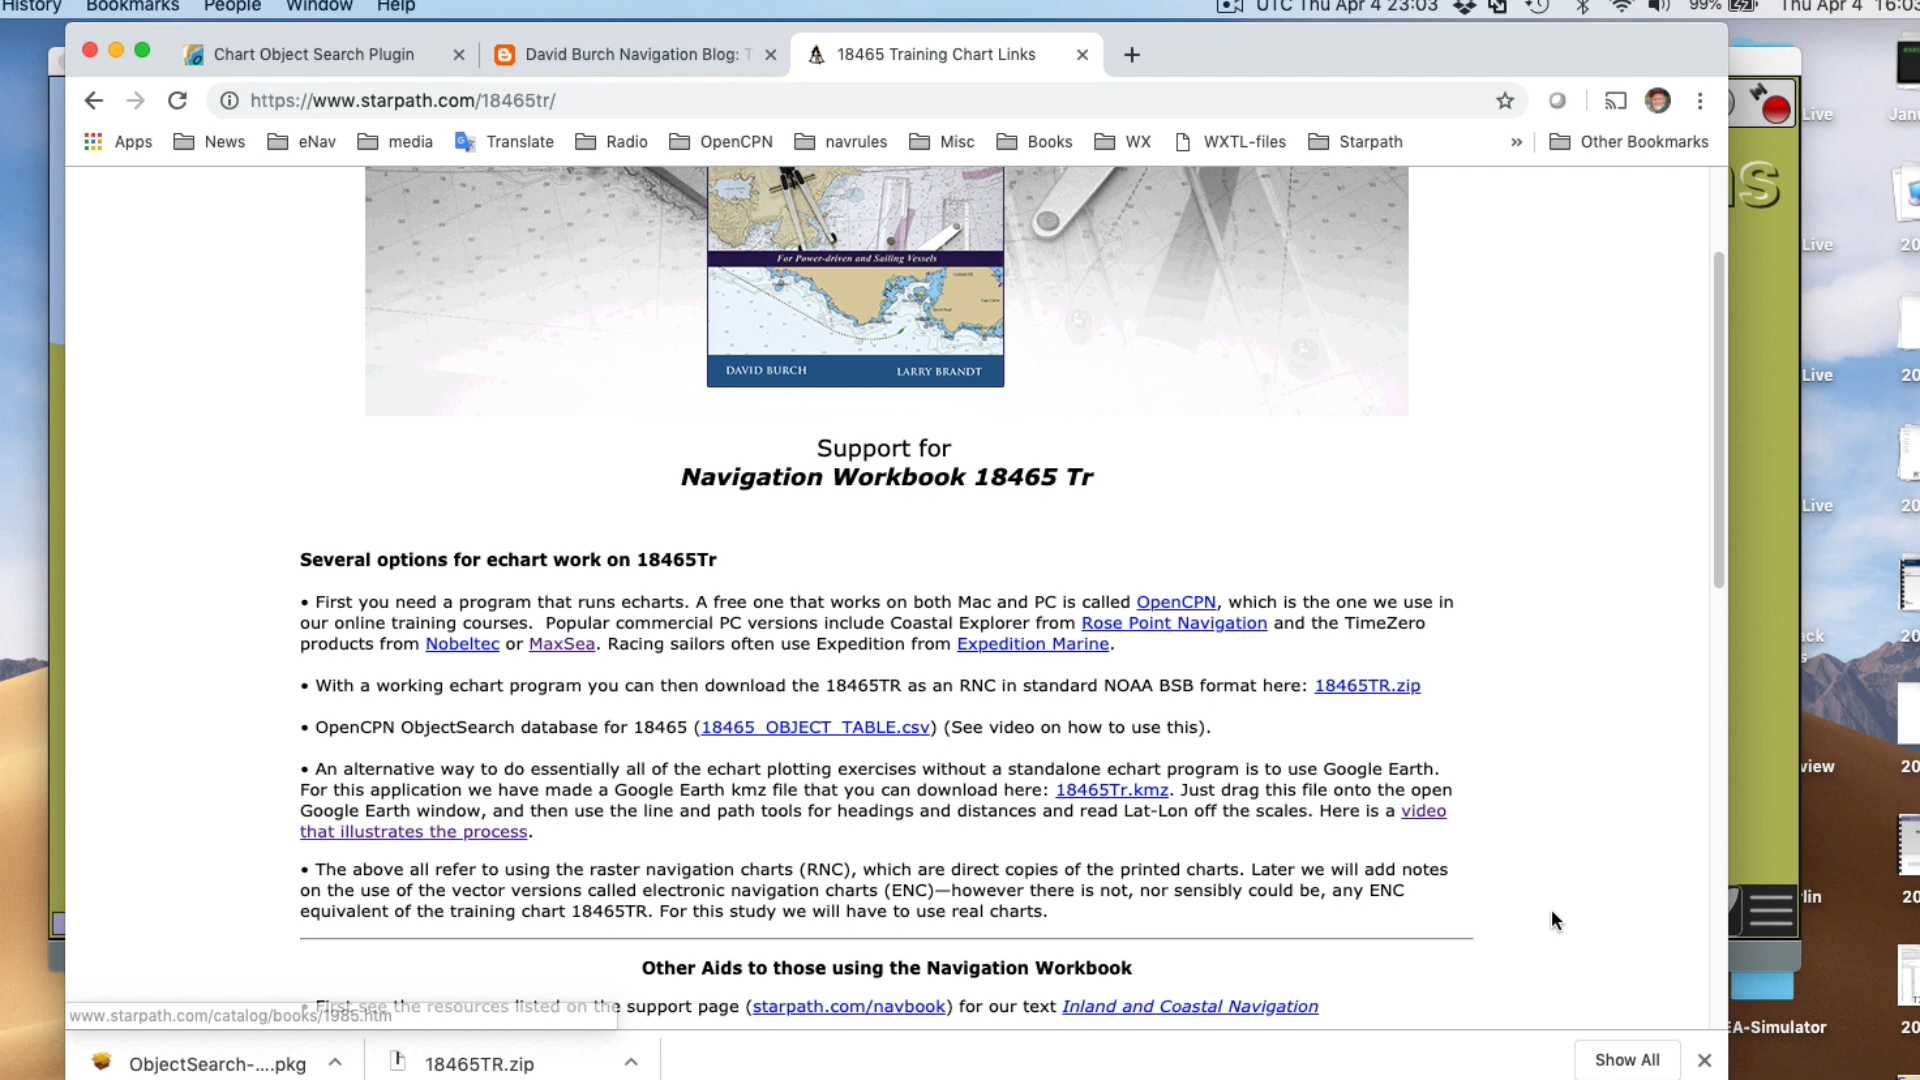 History Bookmarks People Window Help UTC Thu Apr 4 23:03 99% Thu Apr 4 16:03
Chart Object Search Plugin David Burch Navigation Blog: T 18465 Training Chart Links
https://www.starpath.com/18465tr/
Apps News eNav media Translate Radio OpenCPN navrules Misc Books WX WXTL-files Starpath » Other Bookmarks
For Power-driven and Sailing Vessels
DAVID BURCH LARRY BRANDT
Support for
Navigation Workbook 18465 Tr
Several options for echart work on 18465Tr
• First you need a program that runs echarts. A free one that works on both Mac and PC is called OpenCPN, which is the one we use in
our online training courses. Popular commercial PC versions include Coastal Explorer from Rose Point Navigation and the TimeZero
products from Nobeltec or MaxSea. Racing sailors often use Expedition from Expedition Marine.
• With a working echart program you can then download the 18465TR as an RNC in standard NOAA BSB format here: 18465TR.zip
• OpenCPN ObjectSearch database for 18465 (18465_OBJECT_TABLE.csv) (See video on how to use this).
• An alternative way to do essentially all of the echart plotting exercises without a standalone echart program is to use Google Earth.
For this application we have made a Google Earth kmz file that you can download here: 18465Tr.kmz. Just drag this file onto the open
Google Earth window, and then use the line and path tools for headings and distances and read Lat-Lon off the scales. Here is a video
that illustrates the process.
• The above all refer to using the raster navigation charts (RNC), which are direct copies of the printed charts. Later we will add notes
on the use of the vector versions called electronic navigation charts (ENC)—however there is not, nor sensibly could be, any ENC
equivalent of the training chart 18465TR. For this study we will have to use real charts.
Other Aids to those using the Navigation Workbook
• First see the resources listed on the support page (starpath.com/navbook) for our text Inland and Coastal Navigation
www.starpath.com/catalog/books/1985.htm
ObjectSearch-....pkg 18465TR.zip Show All
Live
Live
Live
Live
EA-Simulator